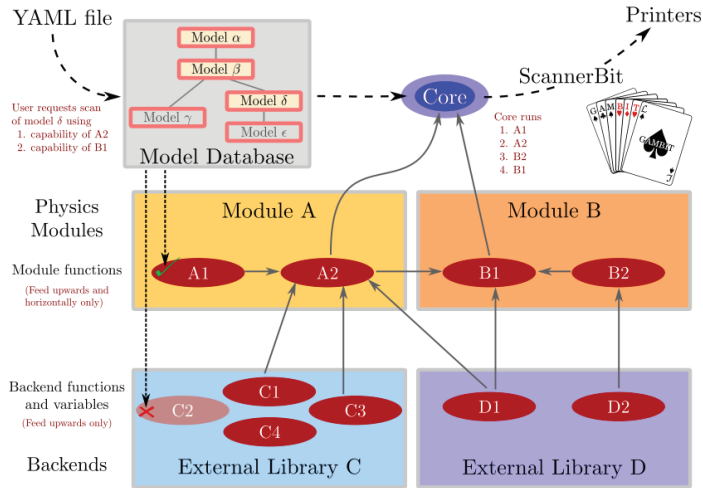 YAML file
Model α
Model β
Model γ
Model δ
Model ϵ
Model Database
User requests scan
of model δ using
1. capability of A2
2. capability of B1
Core
ScannerBit
Printers
Core runs
1. A1
2. A2
3. B2
4. B1
G A M B I T
GAMBIT
Physics
Modules
Module A
Module B
Module functions
(Feed upwards and
horizontally only)
A1
A2
B1
B2
Backend functions
and variables
(Feed upwards only)
C1
C2
C3
C4
D1
D2
Backends
External Library C
External Library D